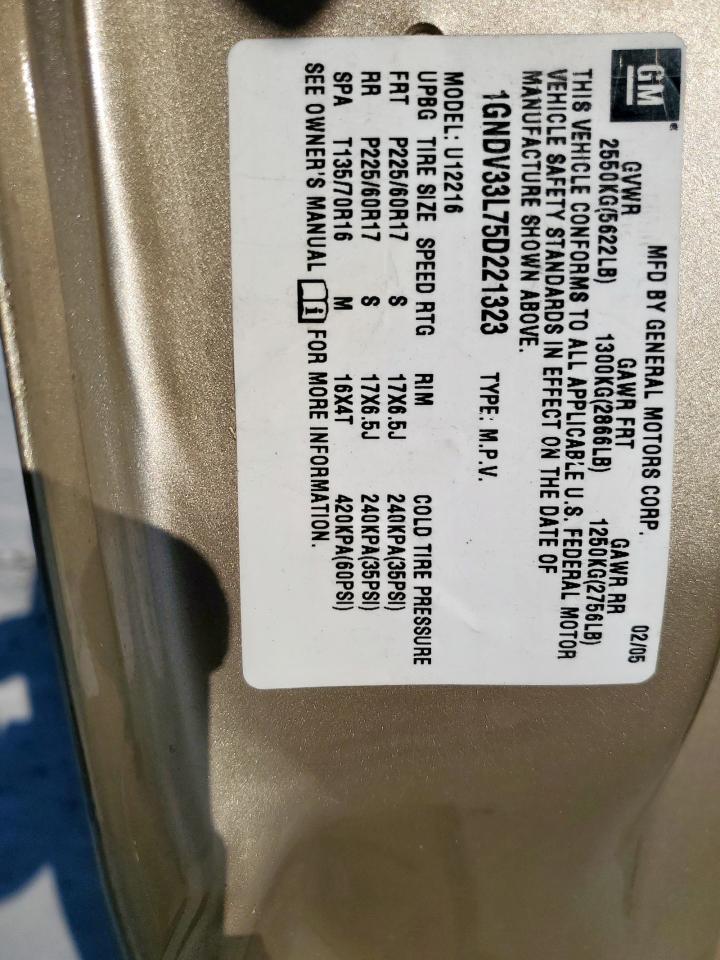 GM
MFD BY GENERAL MOTORS CORP. 02/05
GVWR GAWR FRT GAWR RR
2550KG(5622LB) 1300KG(2866LB) 1250KG(2756LB)
THIS VEHICLE CONFORMS TO ALL APPLICABLE U.S. FEDERAL MOTOR
VEHICLE SAFETY STANDARDS IN EFFECT ON THE DATE OF
MANUFACTURE SHOWN ABOVE.
1GNDV33L75D221323 TYPE: M.P.V.
MODEL: U12216
UPBG TIRE SIZE SPEED RTG RIM COLD TIRE PRESSURE
FRT P225/60R17 S 17X6.5J 240KPA(35PSI)
RR P225/60R17 S 17X6.5J 240KPA(35PSI)
SPA T135/70R16 M 16X4T 420KPA(60PSI)
SEE OWNER'S MANUAL i FOR MORE INFORMATION.